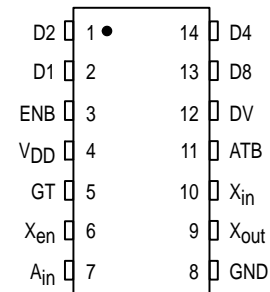 D2 1 14 D4
D1 2 13 D8
ENB 3 12 DV
VDD 4 11 ATB
GT 5 10 Xin
Xen 6 9 Xout
Ain 7 8 GND